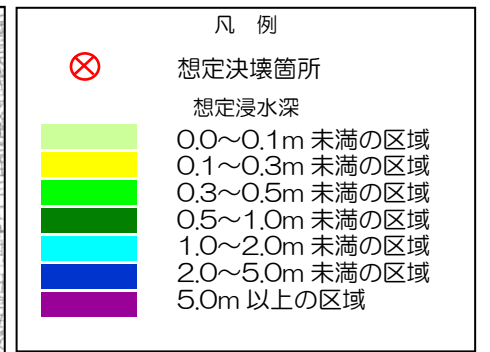 凡 例
想定決壊箇所
想定浸水深
0.0～0.1m 未満の区域
0.1～0.3m 未満の区域
0.3～0.5m 未満の区域
0.5～1.0m 未満の区域
1.0～2.0m 未満の区域
2.0～5.0m 未満の区域
5.0m 以上の区域